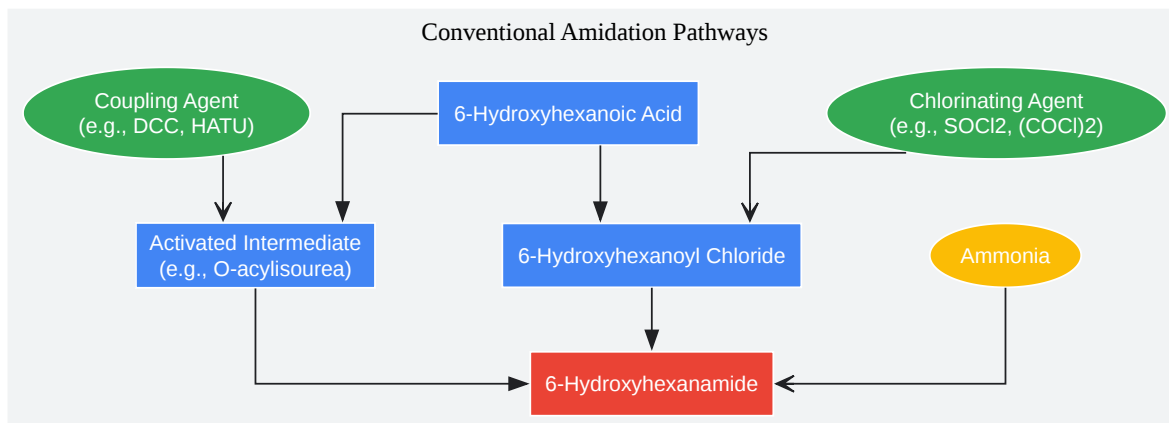 Conventional Amidation Pathways
Coupling Agent
(e.g., DCC, HATU)
6-Hydroxyhexanoic Acid
Chlorinating Agent
(e.g., SOCl2, (COCl)2)
Activated Intermediate
(e.g., O-acylisourea)
6-Hydroxyhexanoyl Chloride
Ammonia
6-Hydroxyhexanamide